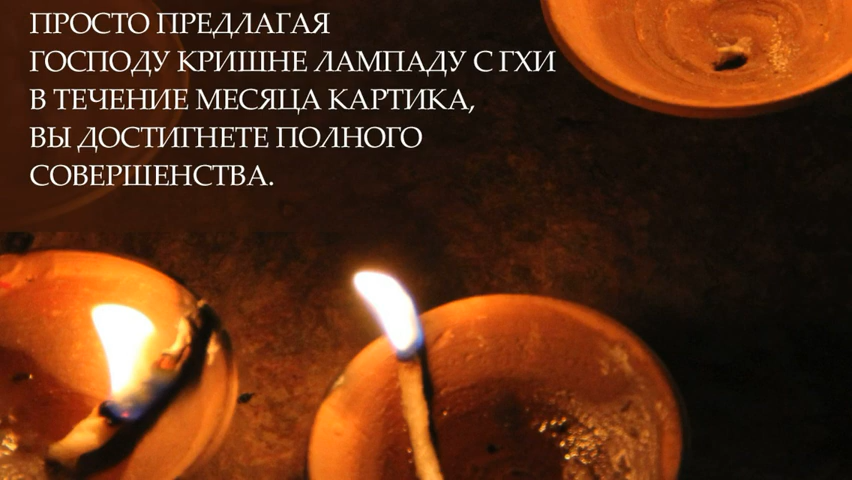 ПРОСТО ПРЕДЛАГАЯ
ГОСПОДУ КРИШНЕ ЛАМПАДУ С ГХИ
В ТЕЧЕНИЕ МЕСЯЦА КАРТИКА,
ВЫ ДОСТИГНЕТЕ ПОЛНОГО
СОВЕРШЕНСТВА.